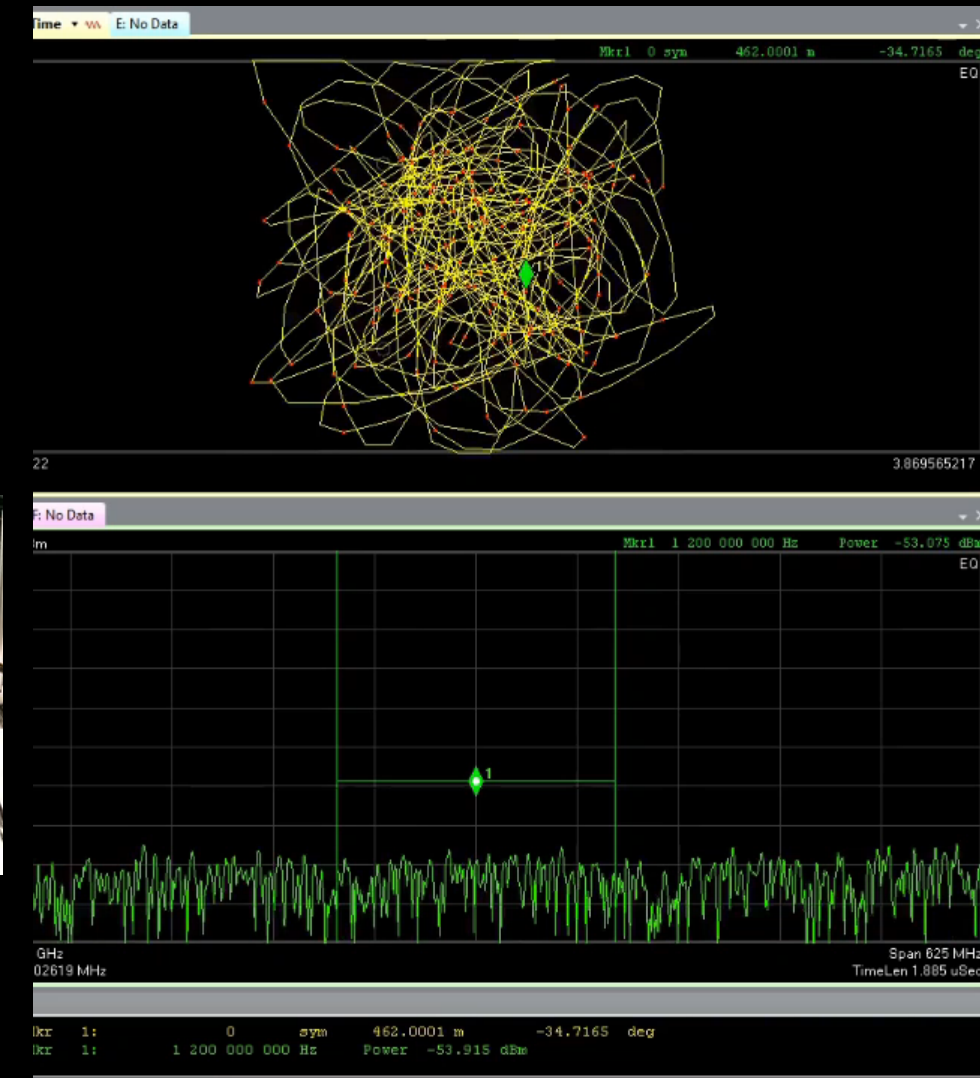 Time E: No Data
Mkr1 0 sym 462.0001 m -34.7165 deg
EQ
1
22 3.869565217
F: No Data
Mkr1 1 200 000 000 Hz Power -53.075 dBm
EQ
1
GHz Span 625 MHz
02619 MHz TimeLen 1.885 uSec
Mkr 1: 0 sym 462.0001 m -34.7165 deg
Mkr 1: 1 200 000 000 Hz Power -53.915 dBm